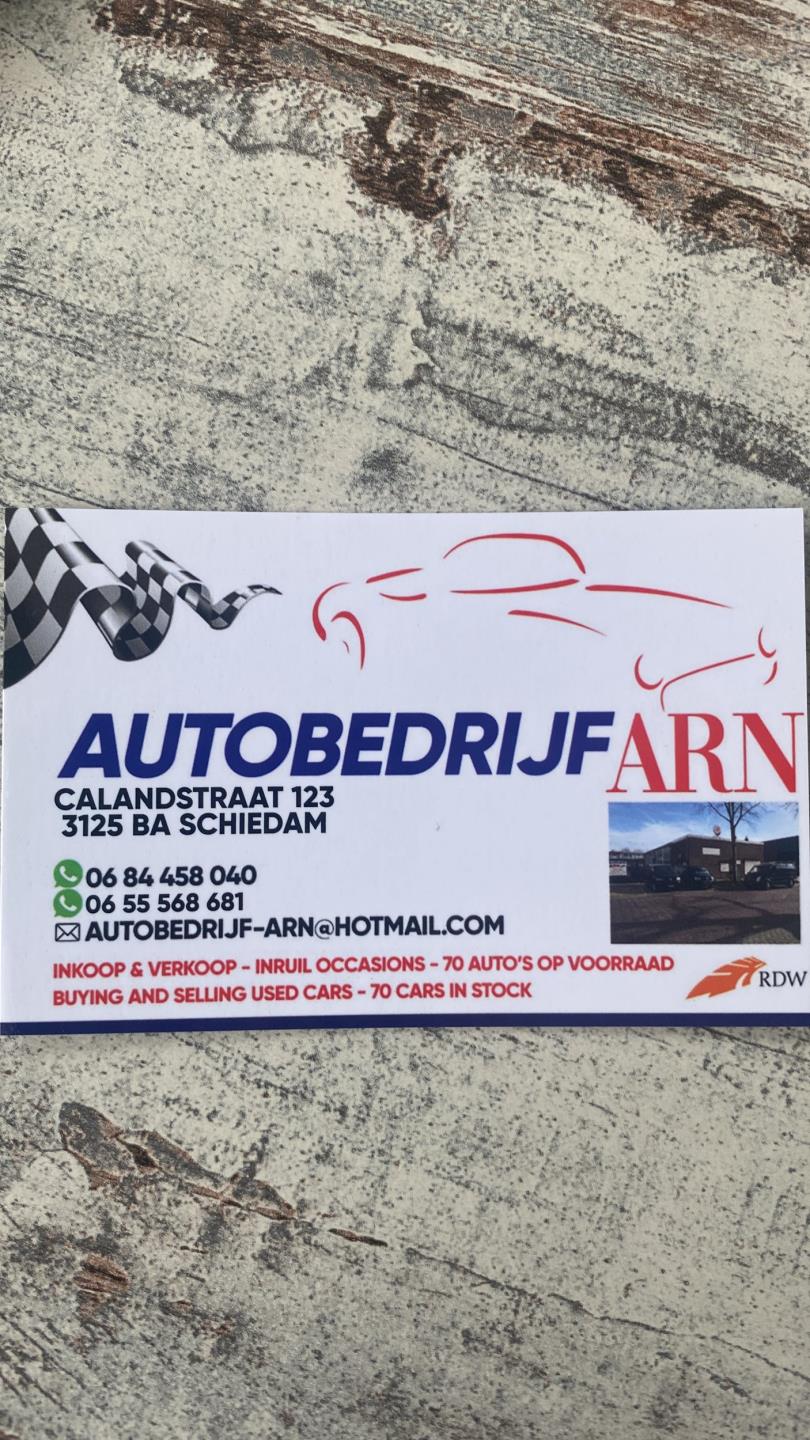 AUTOBEDRIJF ARN
CALANDSTRAAT 123
3125 BA SCHIEDAM
06 84 458 040
06 55 568 681
AUTOBEDRIJF-ARN@HOTMAIL.COM
INKOOP & VERKOOP - INRUIL OCCASIONS - 70 AUTO'S OP VOORRAAD
BUYING AND SELLING USED CARS - 70 CARS IN STOCK
RDW